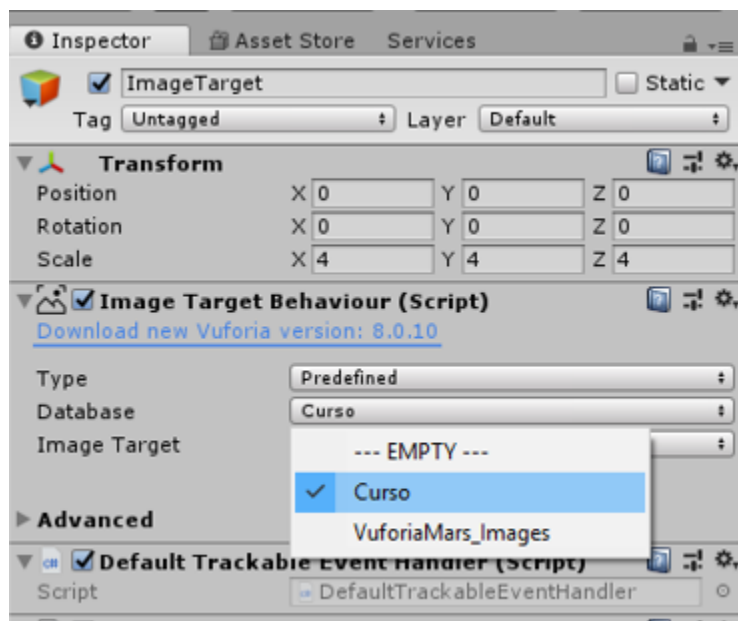 Inspector Asset Store Services
ImageTarget Static
Tag Untagged Layer Default
Transform
Position X 0 Y 0 Z 0
Rotation X 0 Y 0 Z 0
Scale X 4 Y 4 Z 4
Image Target Behaviour (Script)
Download new Vuforia version: 8.0.10
Type Predefined
Database Curso
Image Target
--- EMPTY ---
Curso
Advanced
VuforiaMars_Images
Default Trackable Event Handler (Script)
Script DefaultTrackableEventHandler